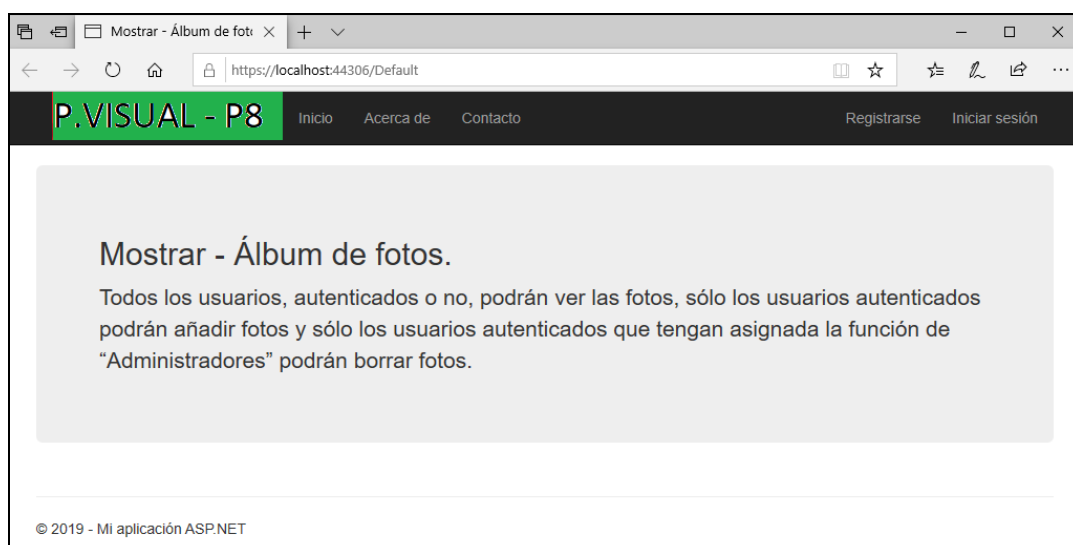 Mostrar - Álbum de foto
https://localhost:44306/Default
P.VISUAL - P8 Inicio Acerca de Contacto Registrarse Iniciar sesión
Mostrar - Álbum de fotos.
Todos los usuarios, autenticados o no, podrán ver las fotos, sólo los usuarios autenticados
podrán añadir fotos y sólo los usuarios autenticados que tengan asignada la función de
“Administradores” podrán borrar fotos.
© 2019 - Mi aplicación ASP.NET